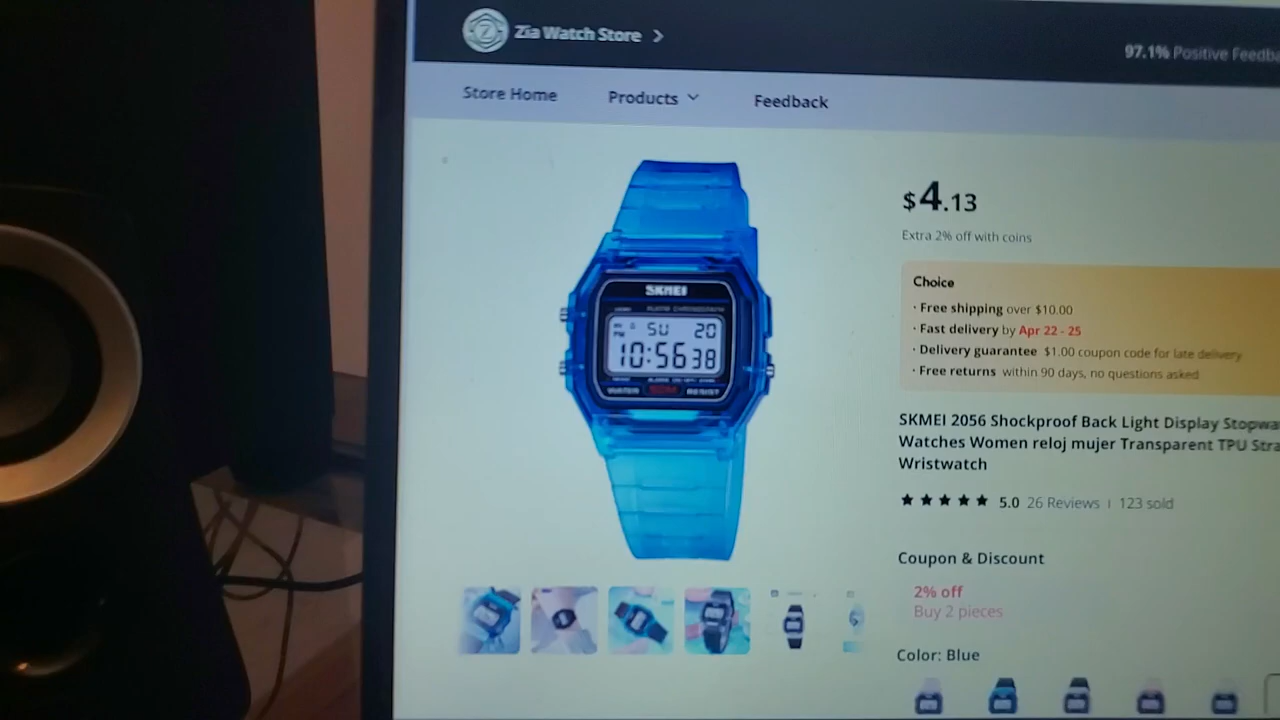 Zia Watch Store >
97.1% Positive Feedba
Store Home
Products
Feedback
$4.13
Extra 2% off with coins
Choice
· Free shipping over $10.00
· Fast delivery by Apr 22 - 25
· Delivery guarantee $1.00 coupon code for late delivery
· Free returns within 90 days, no questions asked
SKMEI
SU 20
10:56 38
WATER 50M RESIST
SKMEI 2056 Shockproof Back Light Display Stopwa
Watches Women reloj mujer Transparent TPU Stra
Wristwatch
5.0 26 Reviews | 123 sold
Coupon & Discount
2% off
Buy 2 pieces
Color: Blue